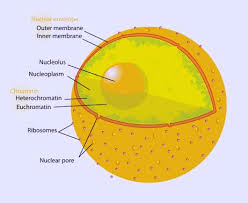 Nuclear envelope
Outer membrane
Inner membrane
Nucleolus
Nucleoplasm
Chromatin
Heterochromatin
Euchromatin
Ribosomes
Nuclear pore